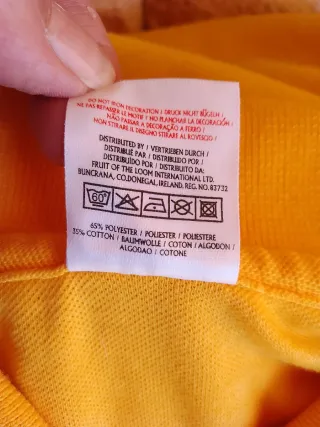 DO NOT IRON DECORATION / DRUCK NICHT BÜGELN /
NE PAS REPASSER LE MOTIF / NO PLANCHAR LA DECORACIÓN /
NÃO PASSAR A DECORAÇÃO A FERRO /
NON STIRARE IL DISEGNO STIRARE AL ROVESCIO
DISTRIBUTED BY / VERTRIEBEN DURCH /
DISTRIBUÉ PAR / DISTRIBUIDO POR /
DISTRIBUÍDO POR / DISTRIBUITO DA:
FRUIT OF THE LOOM INTERNATIONAL LTD.
BUNCRANA, CO.DONEGAL, IRELAND. REG. NO. 83732
60°
65% POLYESTER / POLIESTER / POLIESTERE
35% COTTON / BAUMWOLLE / COTON / ALGODON /
ALGODAO / COTONE